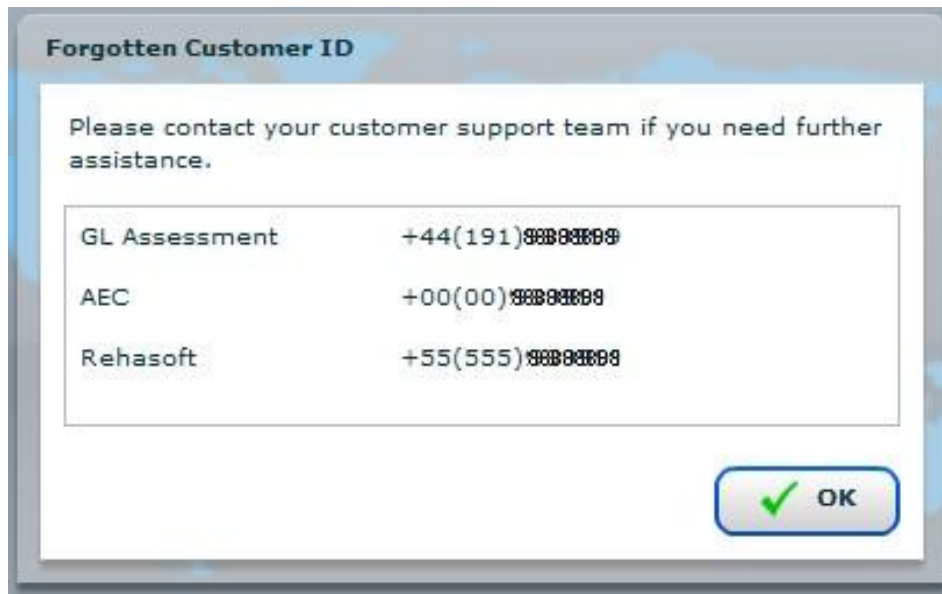 Forgotten Customer ID
Please contact your customer support team if you need further
assistance.
GL Assessment +44(191)
AEC +00(00)
Rehasoft +55(555)
OK